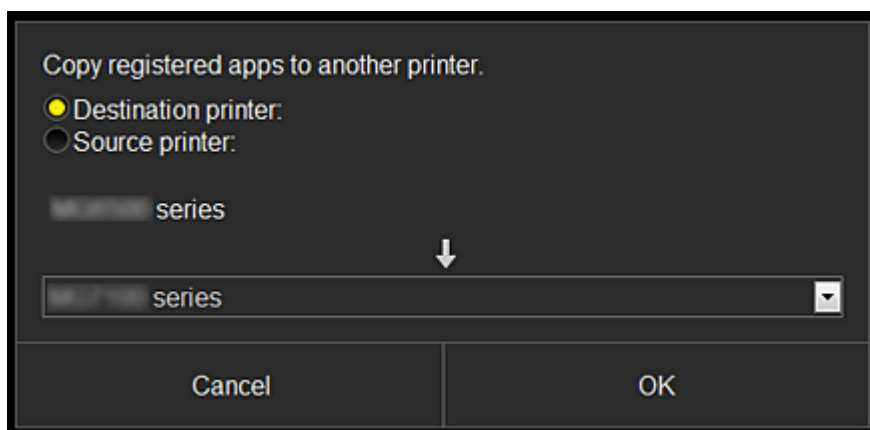 Copy registered apps to another printer.
Destination printer:
Source printer:
series
series
Cancel
OK